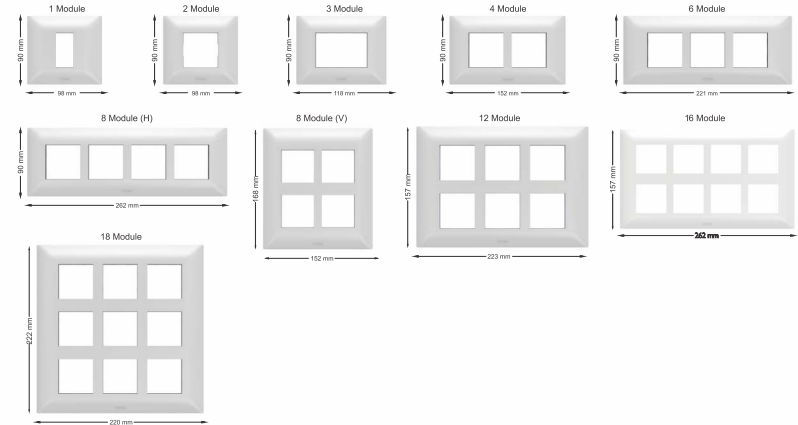 1 Module
2 Module
3 Module
4 Module
6 Module
90 mm
90 mm
90 mm
90 mm
90 mm
98 mm
98 mm
118 mm
152 mm
221 mm
8 Module (H)
8 Module (V)
12 Module
16 Module
90 mm
168 mm
157 mm
157 mm
262 mm
152 mm
223 mm
262 mm
18 Module
222 mm
220 mm